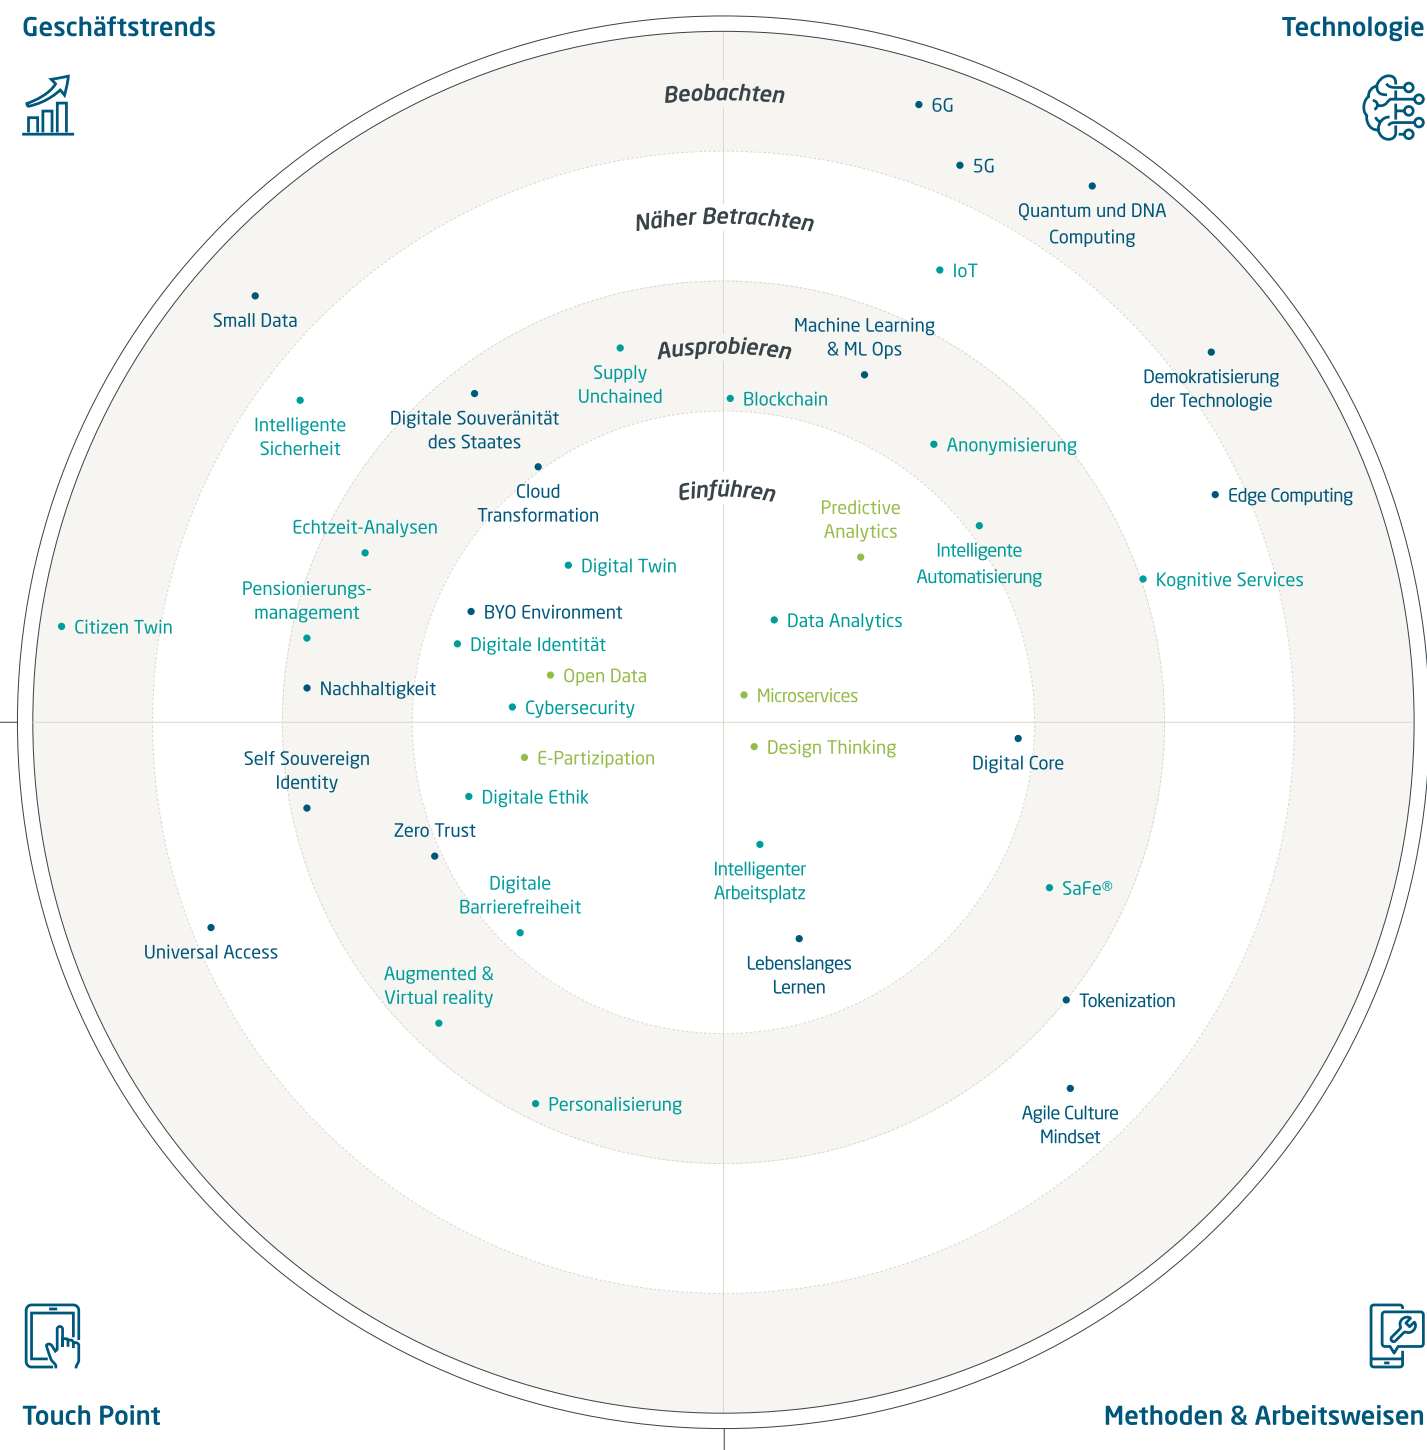 Geschäftstrends
Technologie
Beobachten
6G
5G
Quantum und DNA
Computing
Näher Betrachten
IoT
Small Data
Machine Learning
& ML Ops
Ausprobieren
Supply
Unchained
Demokratisierung
der Technologie
Blockchain
Intelligente
Sicherheit
Digitale Souveränität
des Staates
Anonymisierung
Cloud
Transformation
Einführen
Edge Computing
Predictive
Analytics
Echtzeit-Analysen
Intelligente
Automatisierung
Digital Twin
Kognitive Services
Pensionierungs-
management
BYO Environment
Data Analytics
Citizen Twin
Digitale Identität
Open Data
Nachhaltigkeit
Microservices
Cybersecurity
Self Souvereign
Identity
E-Partizipation
Design Thinking
Digital Core
Digitale Ethik
Zero Trust
Intelligenter
Arbeitsplatz
Digitale
Barrierefreiheit
SaFe®
Universal Access
Lebenslanges
Lernen
Augmented &
Virtual reality
Tokenization
Personalisierung
Agile Culture
Mindset
Touch Point
Methoden & Arbeitsweisen